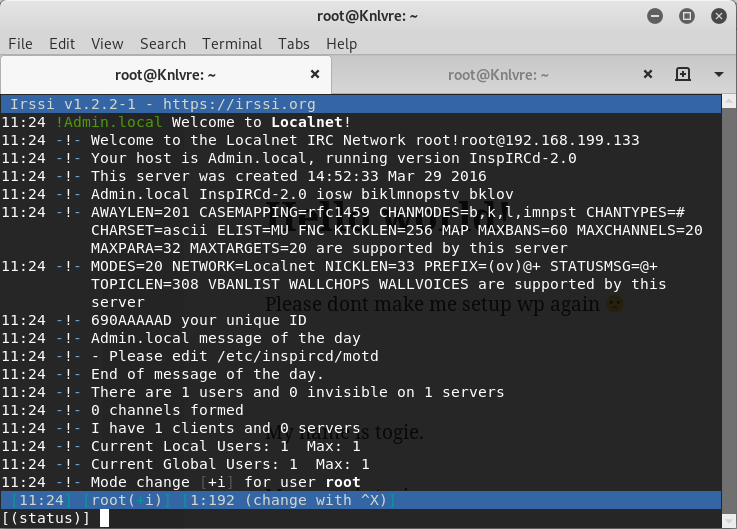 root@Knlvre: ~
File Edit View Search Terminal Tabs Help
root@Knlvre: ~ × root@Knlvre: ~ ×
Irssi v1.2.2-1 - https://irssi.org
11:24 !Admin.local Welcome to Localnet!
11:24 -!- Welcome to the Localnet IRC Network root!root@192.168.199.133
11:24 -!- Your host is Admin.local, running version InspIRCd-2.0
11:24 -!- This server was created 14:52:33 Mar 29 2016
11:24 -!- Admin.local InspIRCd-2.0 iosw biklmnopstv bklov
11:24 -!- AWAYLEN=201 CASEMAPPING=rfc1459 CHANMODES=b,k,l,imnpst CHANTYPES=#
CHARSET=ascii ELIST=MU FNC KICKLEN=256 MAP MAXBANS=60 MAXCHANNELS=20
MAXPARA=32 MAXTARGETS=20 are supported by this server
11:24 -!- MODES=20 NETWORK=Localnet NICKLEN=33 PREFIX=(ov)@+ STATUSMSG=@+
TOPICLEN=308 VBANLIST WALLCHOPS WALLVOICES are supported by this
server
11:24 -!- 690AAAAAD your unique ID
11:24 -!- Admin.local message of the day
11:24 -!- - Please edit /etc/inspircd/motd
11:24 -!- End of message of the day.
11:24 -!- There are 1 users and 0 invisible on 1 servers
11:24 -!- 0 channels formed
11:24 -!- I have 1 clients and 0 servers
11:24 -!- Current Local Users: 1  Max: 1
11:24 -!- Current Global Users: 1  Max: 1
11:24 -!- Mode change [+i] for user root
[11:24] [root(+i)] [1:192 (change with ^X)]
[(status)]
Hello world!
Please dont make me setup wp again
My name is togie.